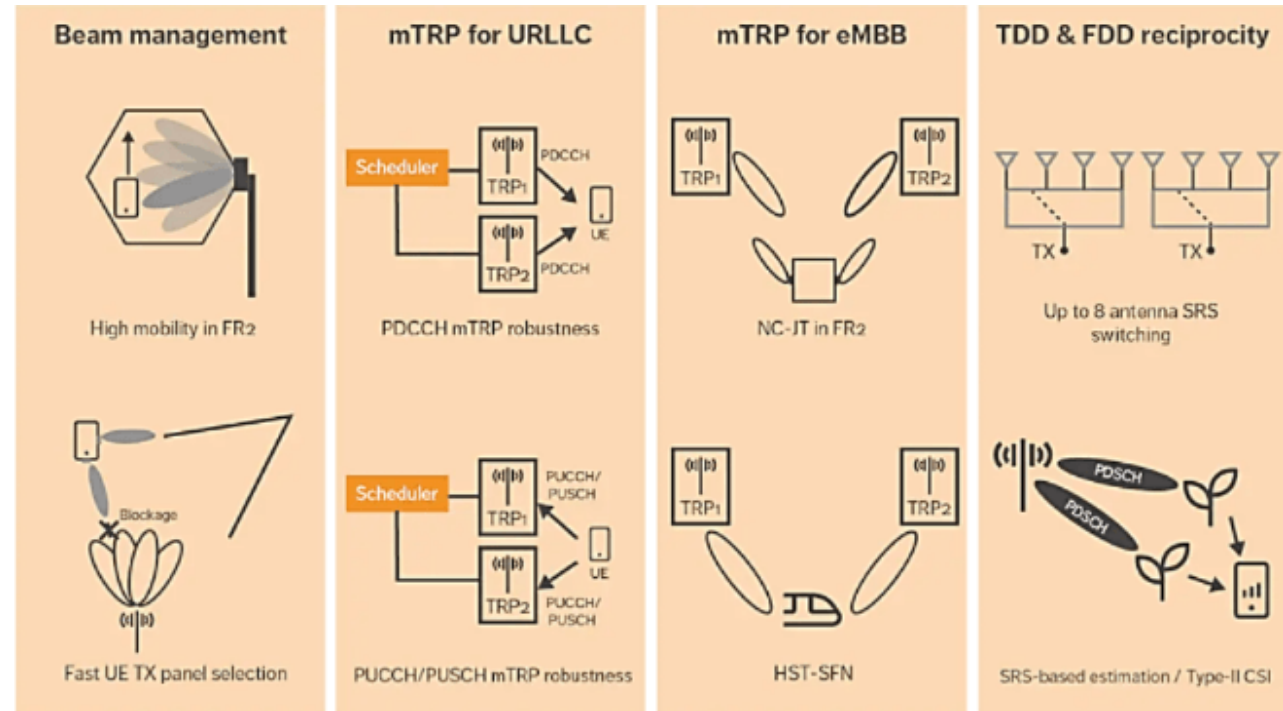 Beam management
High mobility in FR2
Blockage
Fast UE TX panel selection
mTRP for URLLC
Scheduler
TRP1
PDCCH
TRP2
PDCCH
UE
PDCCH mTRP robustness
Scheduler
TRP1
PUCCH/
PUSCH
TRP2
PUCCH/
PUSCH
UE
PUCCH/PUSCH mTRP robustness
mTRP for eMBB
TRP1
TRP2
NC-JT in FR2
TRP1
TRP2
HST-SFN
TDD & FDD reciprocity
TX
TX
Up to 8 antenna SRS
switching
PDSCH
PDSCH
SRS-based estimation / Type-II CSI